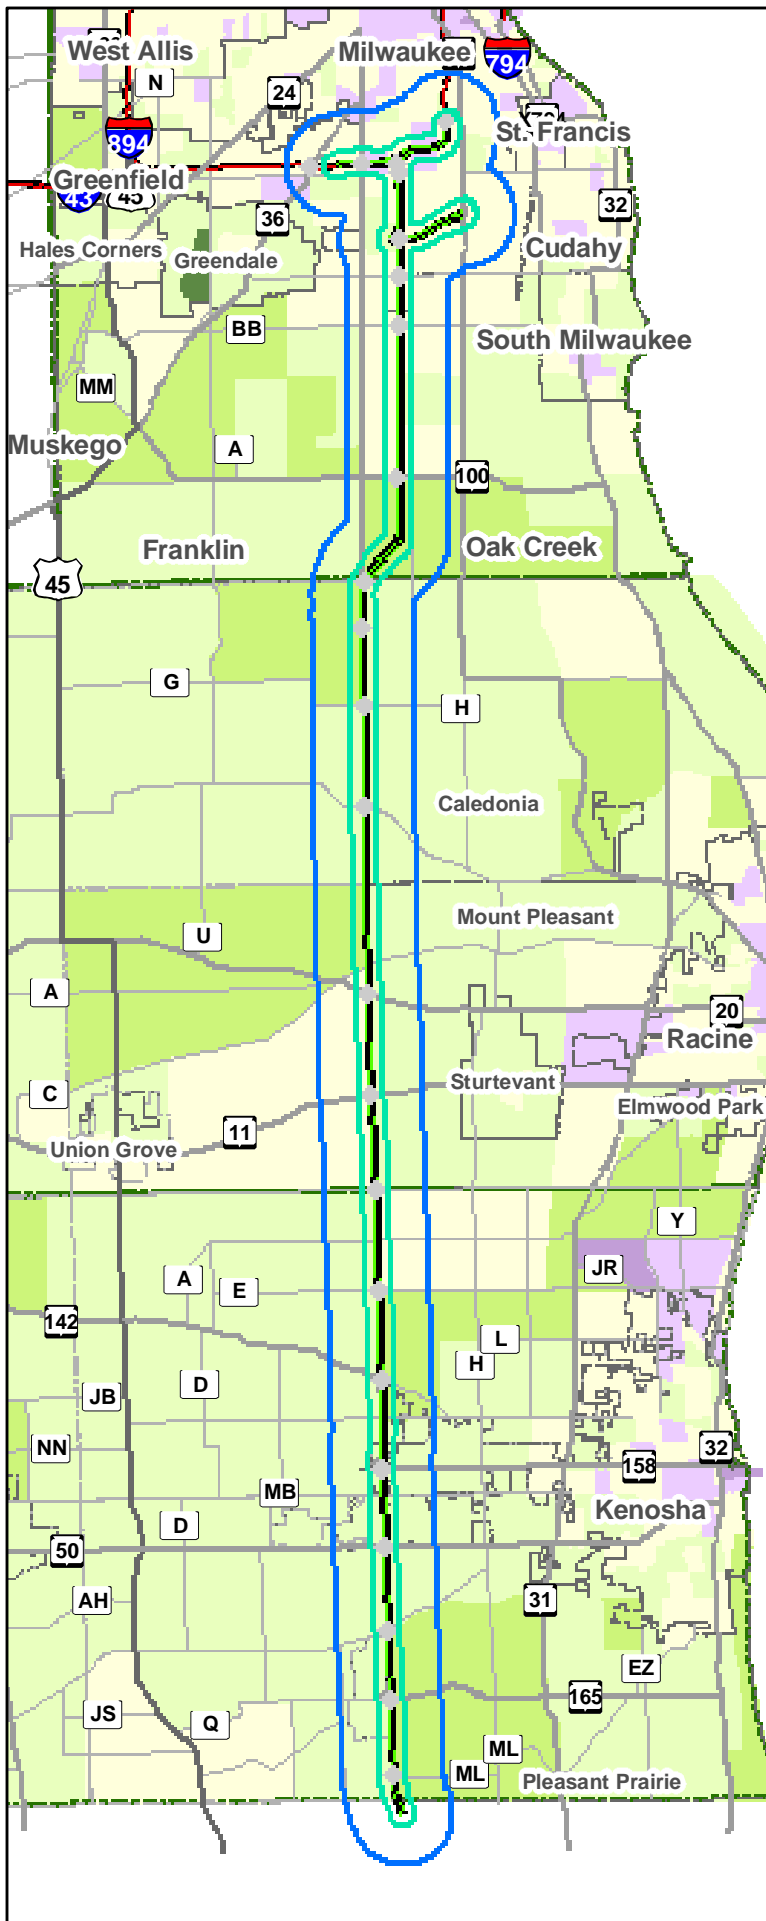 West Allis
Milwaukee
794
N
24
St. Francis
894
Greenfield
43
45
32
36
Hales Corners
Greendale
Cudahy
BB
South Milwaukee
MM
Muskego
A
100
Franklin
Oak Creek
45
G
H
Caledonia
Mount Pleasant
U
A
20
Racine
Sturtevant
C
Elmwood Park
11
Union Grove
Y
JR
A
E
142
L
H
D
JB
32
NN
158
MB
Kenosha
D
50
31
AH
EZ
165
JS
Q
ML
ML
Pleasant Prairie